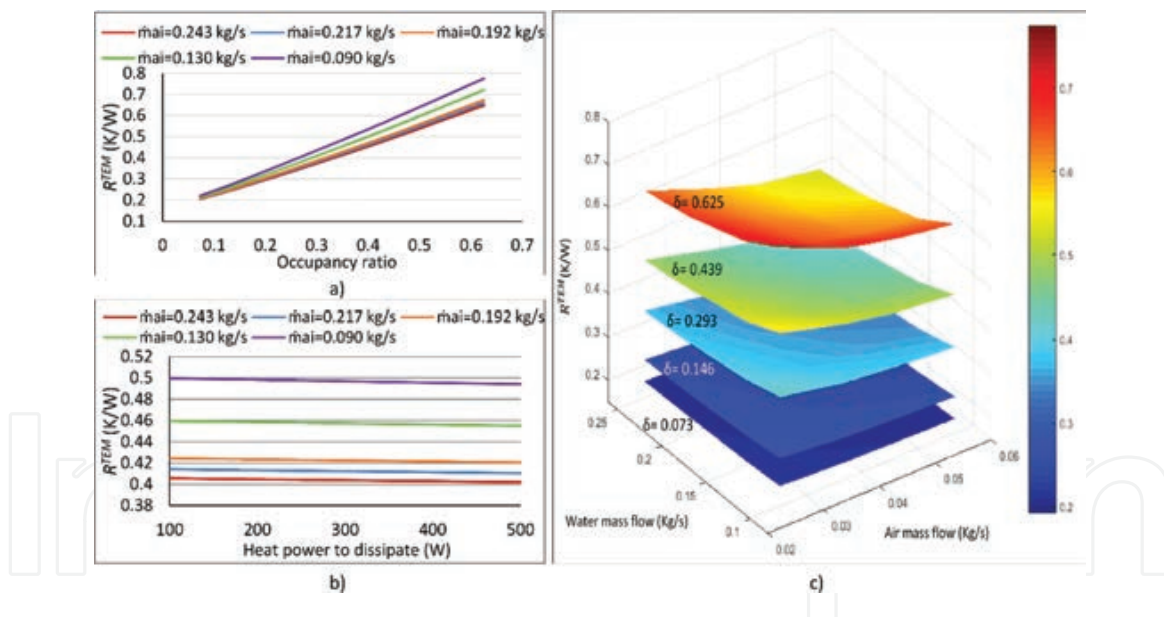 a)
ṁai=0.243 kg/s ṁai=0.217 kg/s ṁai=0.192 kg/s
ṁai=0.130 kg/s ṁai=0.090 kg/s
0.8
0.7
0.6
0.5
0.4
0.3
0.2
0.1
R^TEM (K/W)
0 0.1 0.2 0.3 0.4 0.5 0.6 0.7
Occupancy ratio
a)
ṁai=0.243 kg/s ṁai=0.217 kg/s ṁai=0.192 kg/s
ṁai=0.130 kg/s ṁai=0.090 kg/s
0.52
0.5
0.48
0.46
0.44
0.42
0.4
0.38
R^TEM (K/W)
100 200 300 400 500
Heat power to dissipate (W)
b)
0.8
0.7
0.6
0.5
0.4
0.3
0.2
R^TEM (K/W)
δ= 0.625
δ= 0.439
δ= 0.293
δ= 0.146
δ= 0.073
0.25
0.2
0.15
0.1
Water mass flow (Kg/s)
0.02
0.03
0.04
0.05
0.06
Air mass flow (Kg/s)
0.7
0.6
0.5
0.4
0.3
0.2
c)